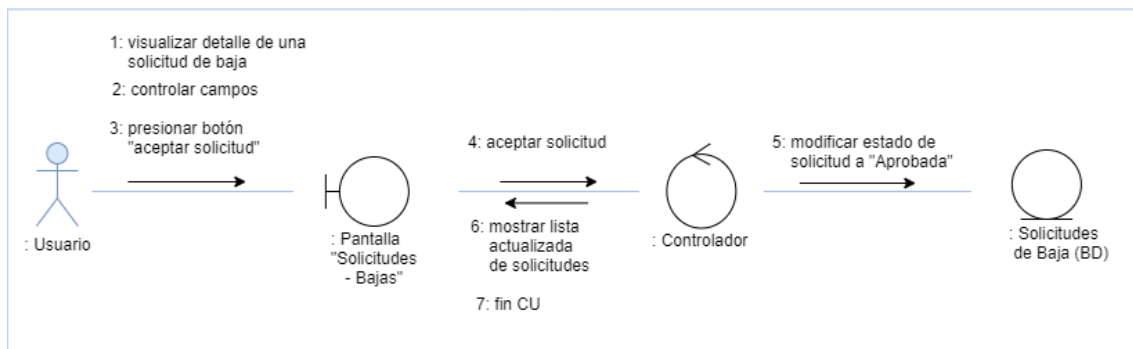 1: visualizar detalle de una
solicitud de baja
2: controlar campos
3: presionar botón
"aceptar solicitud"
: Usuario
: Pantalla
"Solicitudes
- Bajas"
4: aceptar solicitud
6: mostrar lista
actualizada
de solicitudes
7: fin CU
: Controlador
5: modificar estado de
solicitud a "Aprobada"
: Solicitudes
de Baja (BD)